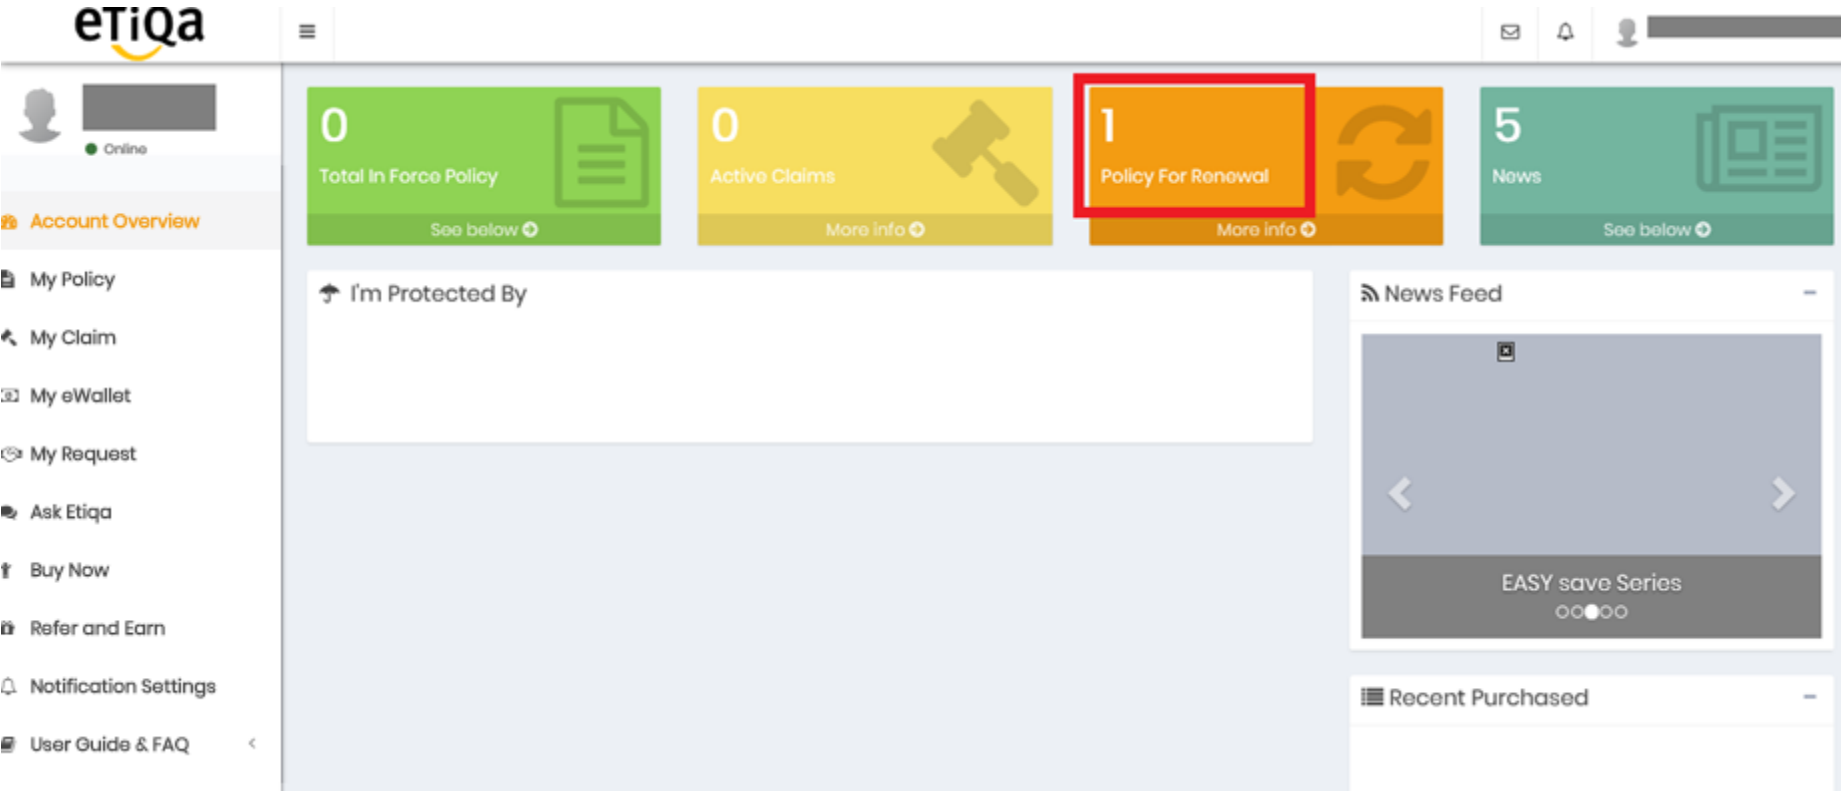 eTiQa
Online
Account Overview
My Policy
My Claim
My eWallet
My Request
Ask Etiqa
Buy Now
Refer and Earn
Notification Settings
User Guide & FAQ
0
Total In Force Policy
See below
0
Active Claims
More info
1
Policy For Renewal
More info
5
News
See below
I'm Protected By
News Feed
EASY save Series
Recent Purchased